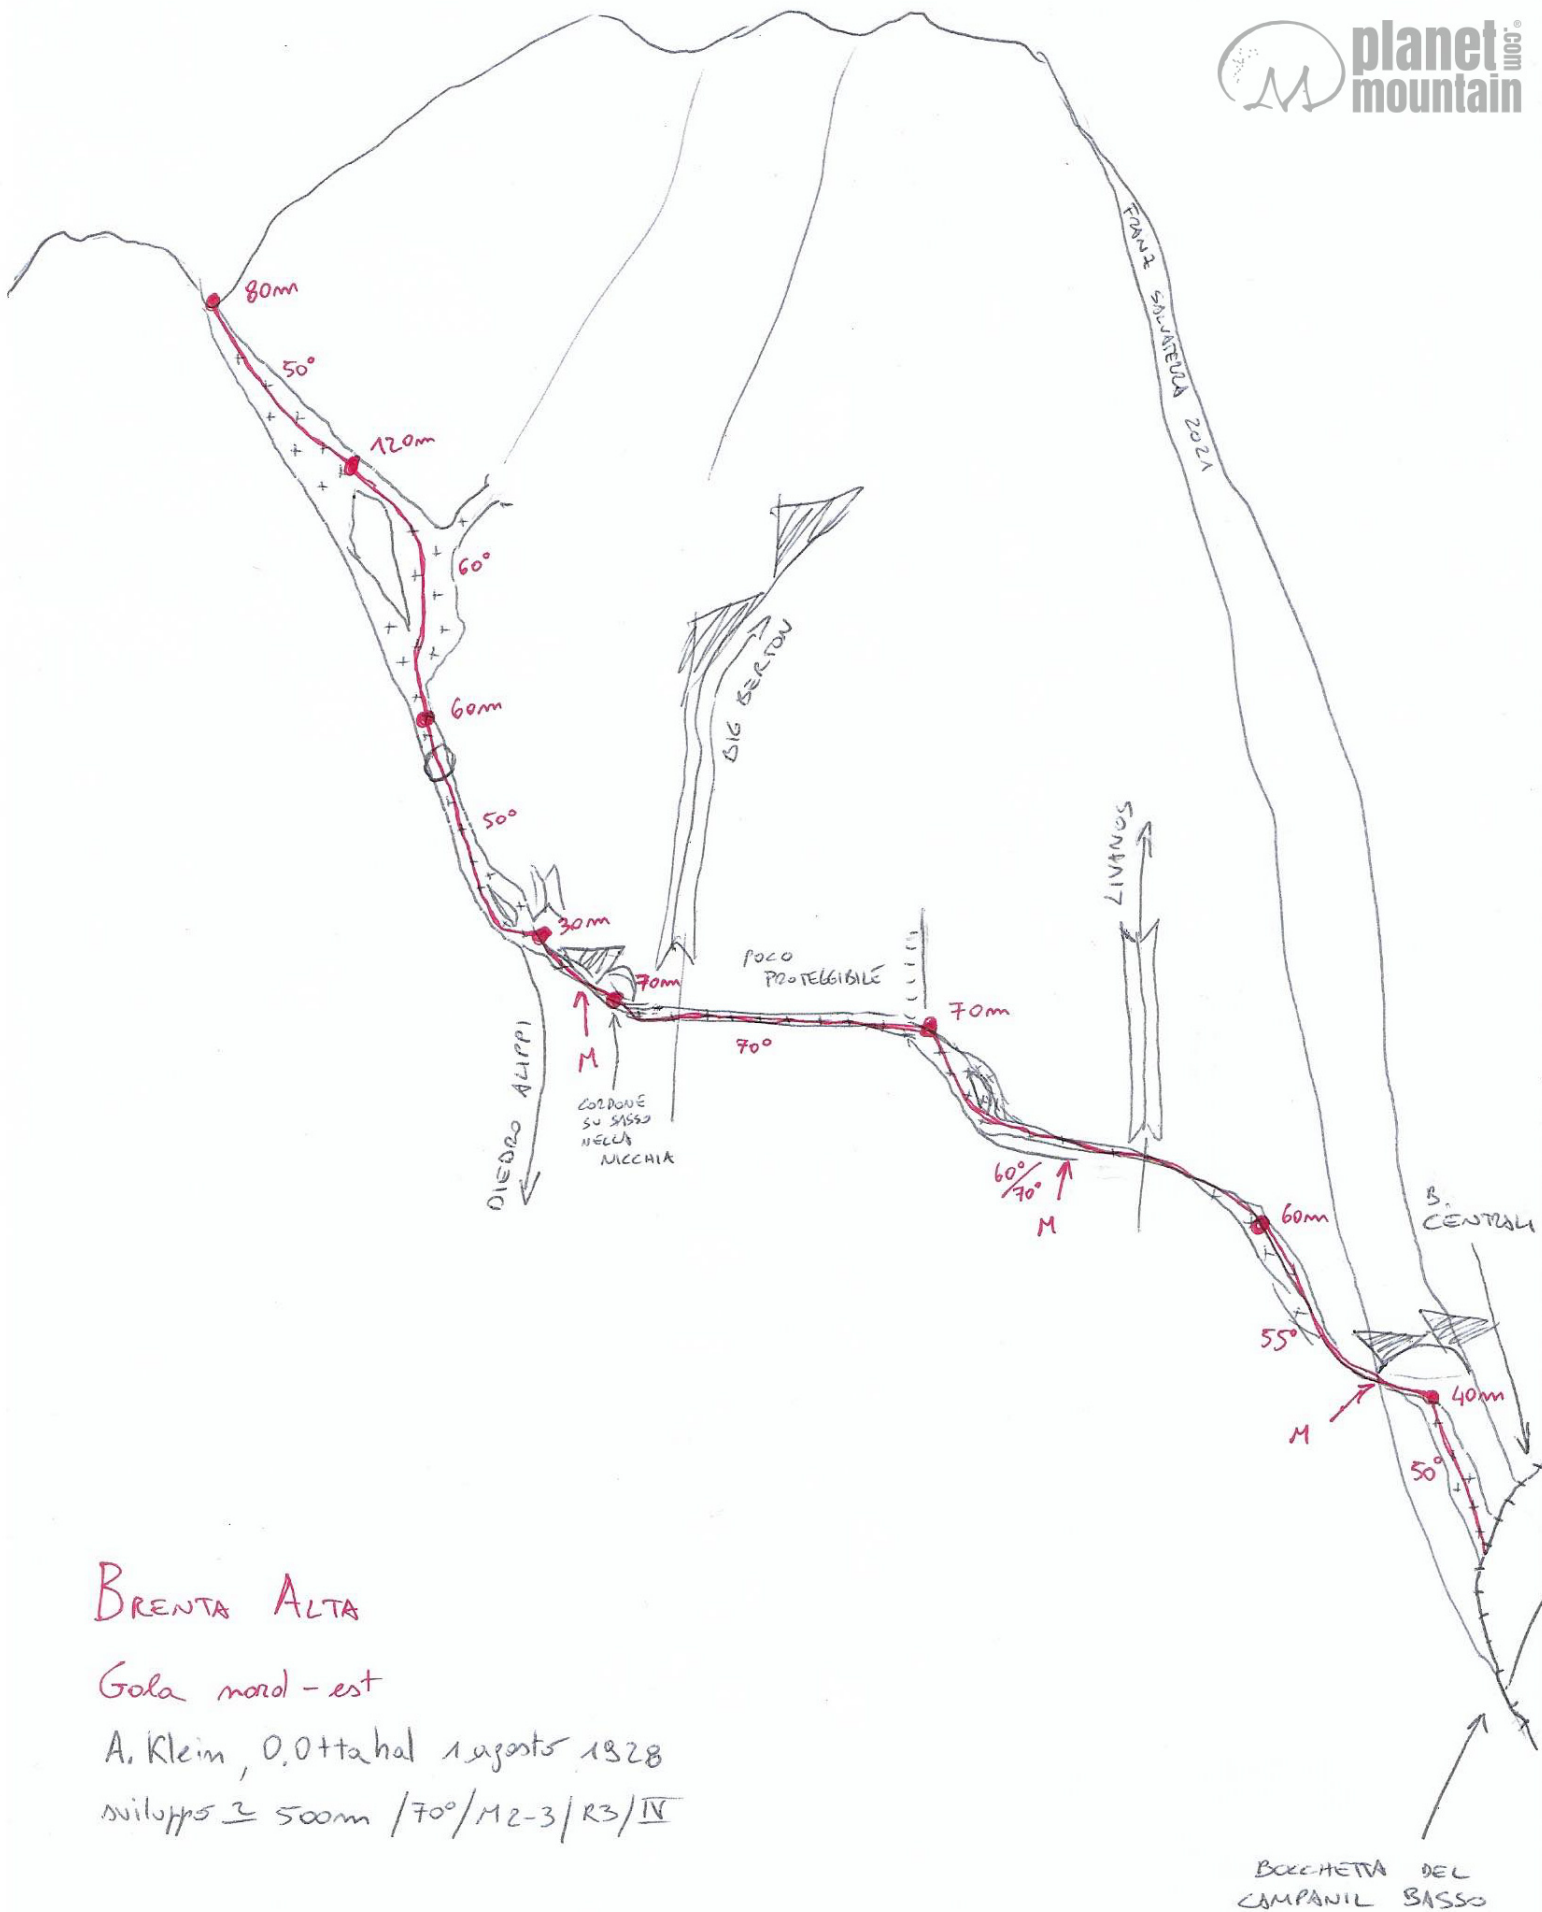 planet
mountain
.com
®
80m
FRANZ SALVATERRA 2021
50°
120m
60°
BIG BERTON
60m
50°
LIVANOS
30m
POCO
PROTEGGIBILE
70m
70m
70°
DIEDRO ALIPPI
M
CORDONE
SU SASSO
NELLA
NICCHIA
60°/70°
M
B.
CENTRALI
60m
55°
40m
M
50°
BRENTA ALTA
Gola nord-est
A. Klein, O. Ottahal 1 agosto 1928
sviluppo ≃ 500m /70°/M2-3/R3/IV
BOCCHETTA DEL
CAMPANIL BASSO